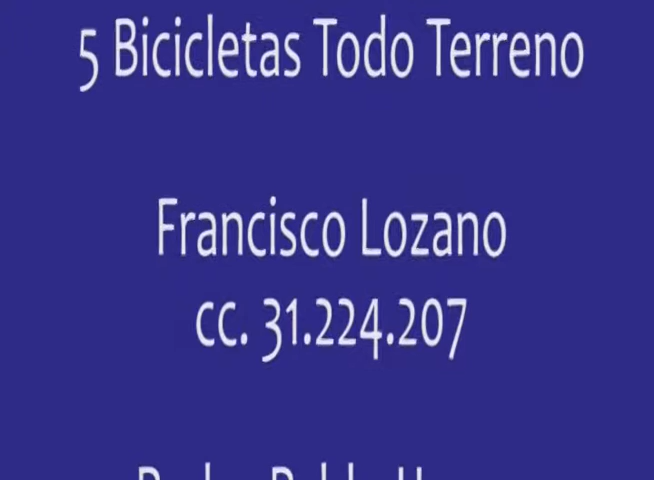 5 Bicicletas Todo Terreno
Francisco Lozano
cc. 31.224.207